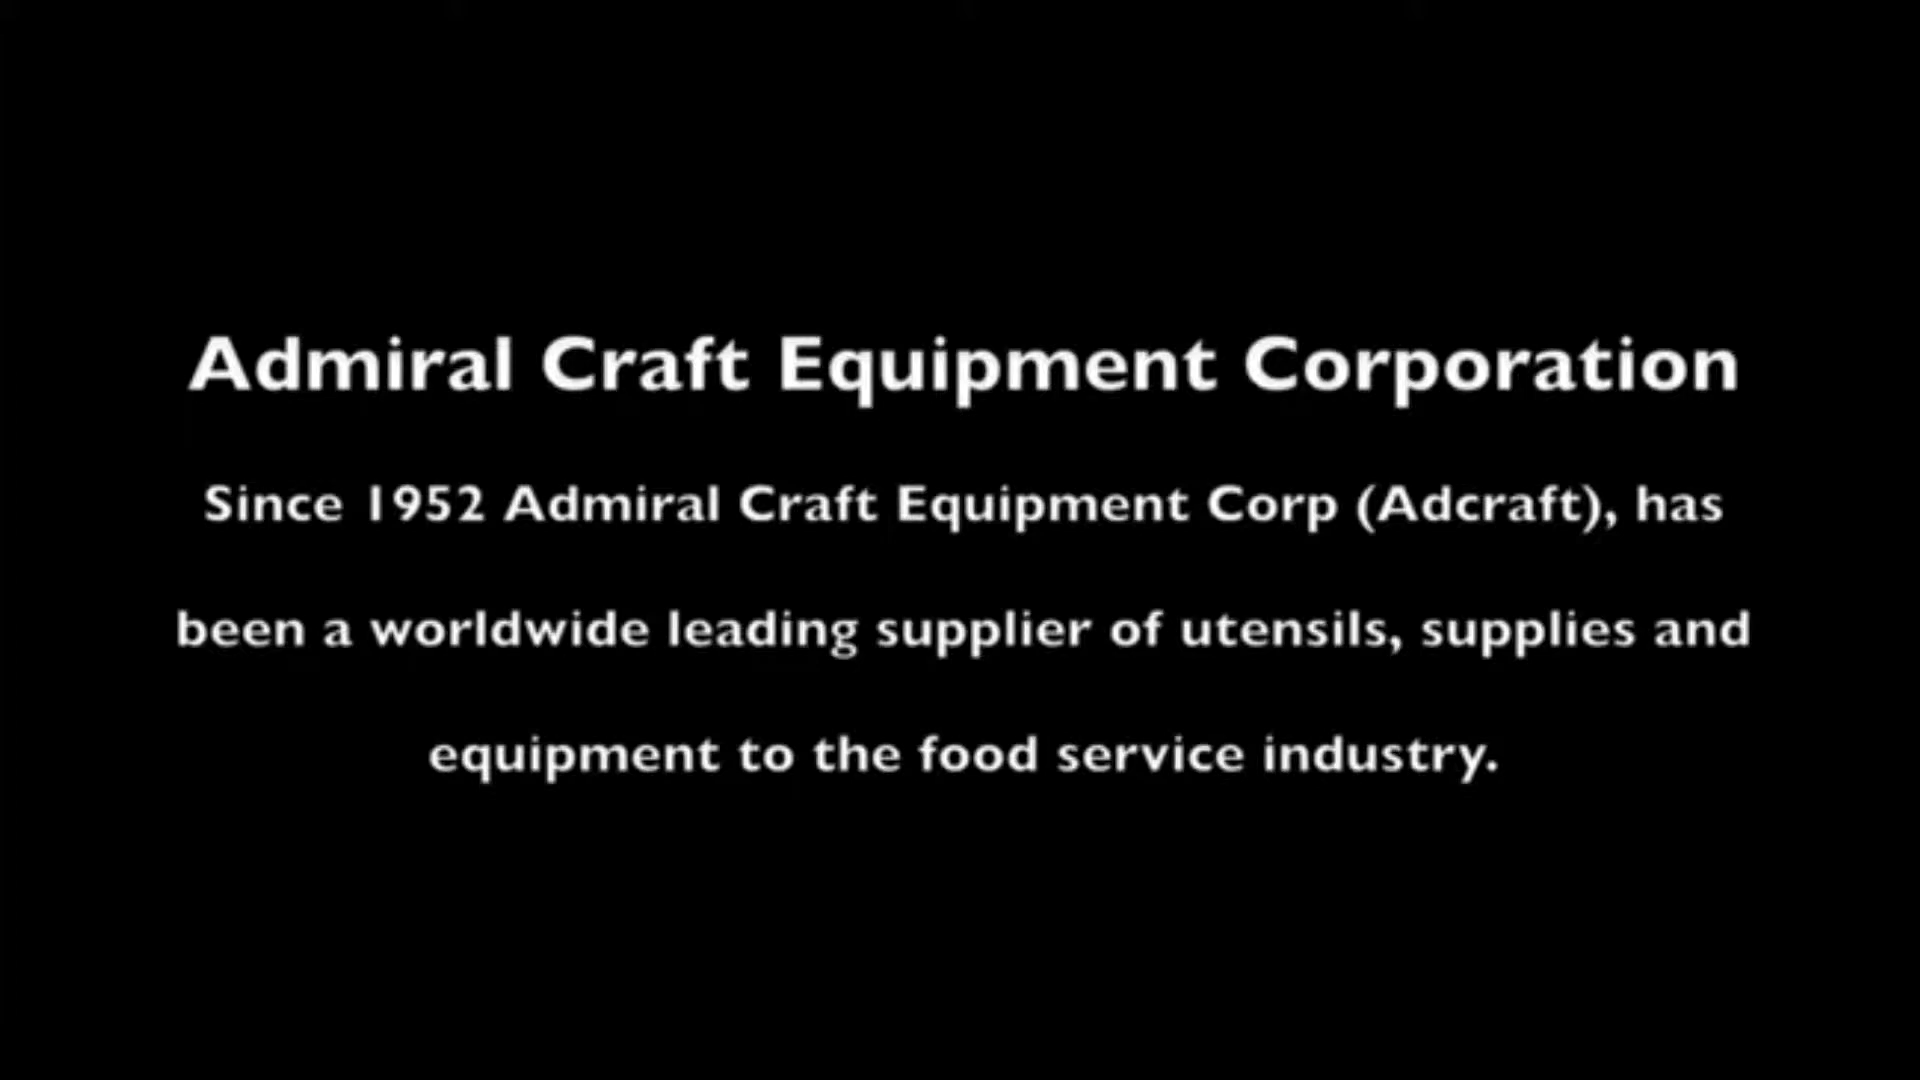 Admiral Craft Equipment Corporation
Since 1952 Admiral Craft Equipment Corp (Adcraft), has
been a worldwide leading supplier of utensils, supplies and
equipment to the food service industry.